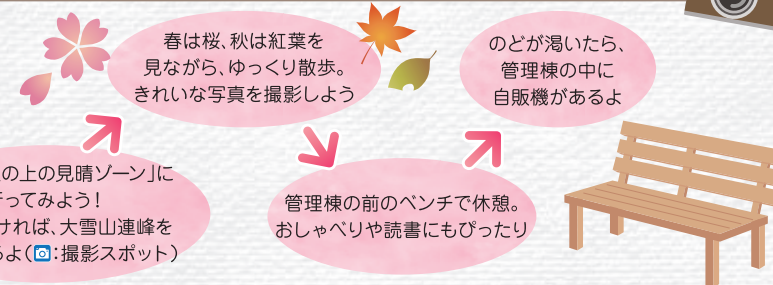 の上の見晴ゾーン」に
ってみよう！
ければ、大雪山連峰を
よ（ ：撮影スポット）
春は桜、秋は紅葉を
見ながら、ゆっくり散歩。
きれいな写真を撮影しよう
管理棟の前のベンチで休憩。
おしゃべりや読書にもぴったり
のどが渇いたら、
管理棟の中に
自販機があるよ